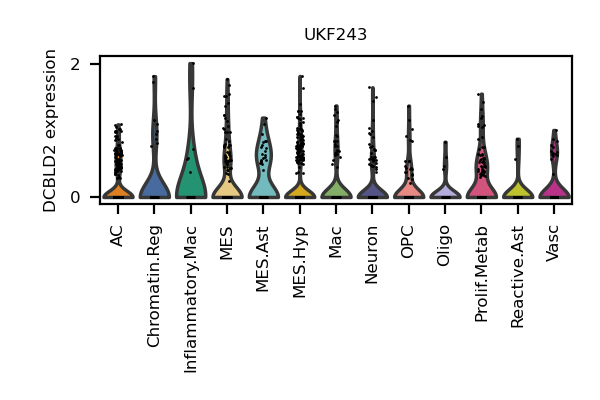 UKF243
DCBLD2 expression
2
0
AC
Chromatin.Reg
Inflammatory.Mac
MES
MES.Ast
MES.Hyp
Mac
Neuron
OPC
Oligo
Prolif.Metab
Reactive.Ast
Vasc